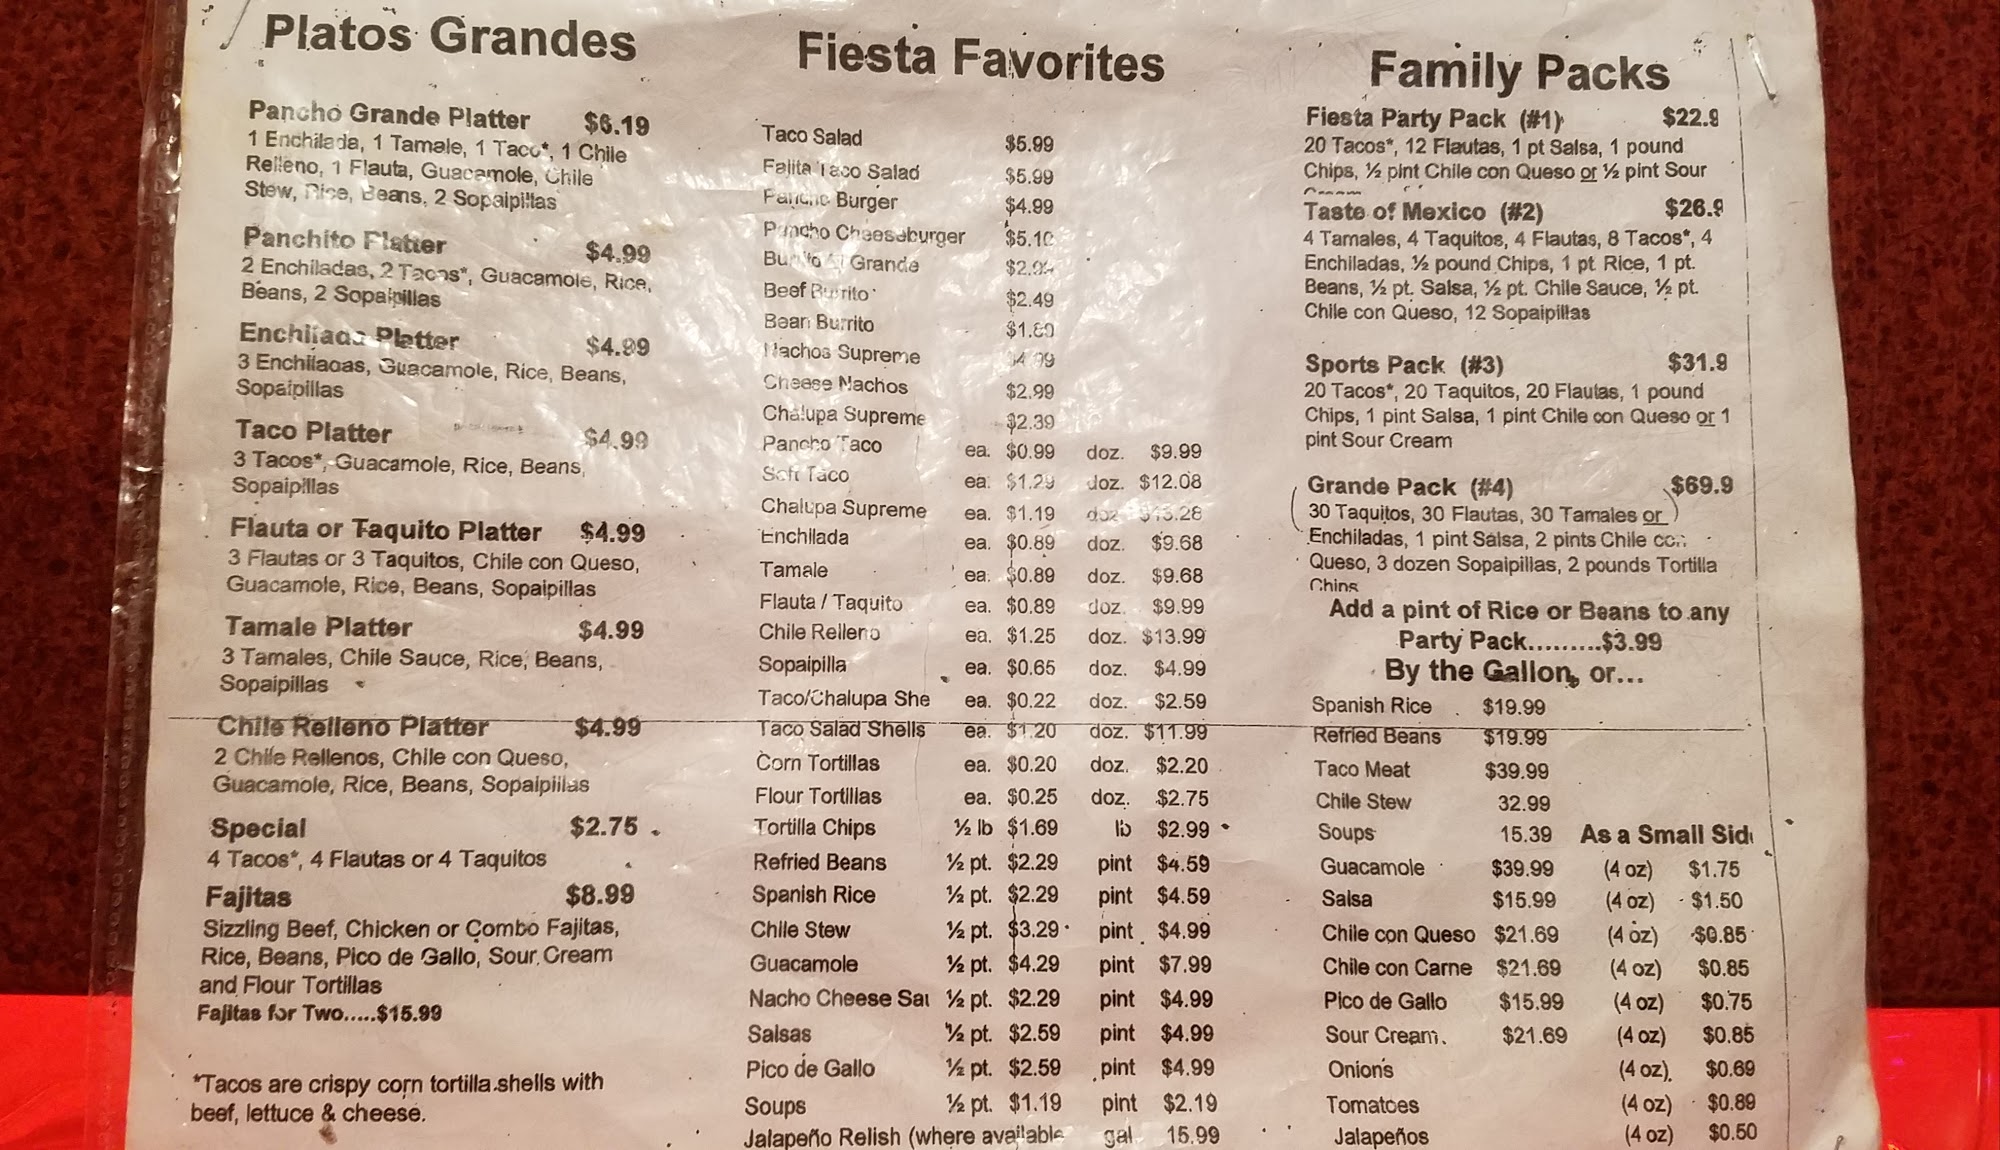 Platos Grandes
Pancho Grande Platter $6.19
1 Enchilada, 1 Tamale, 1 Taco*, 1 Chile
Relleno, 1 Flauta, Guacamole, Chile
Stew, Rice, Beans, 2 Sopaipillas
Panchito Platter $4.99
2 Enchiladas, 2 Tacos*, Guacamole, Rice,
Beans, 2 Sopaipillas
Enchilada Platter $4.99
3 Enchiladas, Guacamole, Rice, Beans,
Sopaipillas
Taco Platter $4.99
3 Tacos*, Guacamole, Rice, Beans,
Sopaipillas
Flauta or Taquito Platter $4.99
3 Flautas or 3 Taquitos, Chile con Queso,
Guacamole, Rice, Beans, Sopaipillas
Tamale Platter $4.99
3 Tamales, Chile Sauce, Rice, Beans,
Sopaipillas
Chile Relleno Platter $4.99
2 Chile Rellenos, Chile con Queso,
Guacamole, Rice, Beans, Sopaipillas
Special $2.75
4 Tacos*, 4 Flautas or 4 Taquitos
Fajitas $8.99
Sizzling Beef, Chicken or Combo Fajitas,
Rice, Beans, Pico de Gallo, Sour Cream
and Flour Tortillas
Fajitas for Two.....$15.99
*Tacos are crispy corn tortilla shells with
beef, lettuce & cheese.
Fiesta Favorites
Taco Salad $5.99
Fajita Taco Salad $5.99
Pancho Burger $4.99
Pancho Cheeseburger
Burrito Grande
Beef Burrito $2.49
Bean Burrito
Nachos Supreme
Cheese Nachos $2.99
Chalupa Supreme $2.39
Pancho Taco ea. $0.99 doz. $9.99
Soft Taco ea. $1.29 doz. $12.08
Chalupa Supreme ea. $1.19 doz.
Enchilada ea. $0.89 doz. $9.68
Tamale ea. $0.89 doz. $9.68
Flauta / Taquito ea. $0.89 doz. $9.99
Chile Relleno ea. $1.25 doz. $13.99
Sopaipilla ea. $0.65 doz. $4.99
Taco/Chalupa She ea. $0.22 doz. $2.59
Taco Salad Shells ea. $1.20 doz. $11.99
Corn Tortillas ea. $0.20 doz. $2.20
Flour Tortillas ea. $0.25 doz. $2.75
Tortilla Chips ½ lb $1.69 lb $2.99
Refried Beans ½ pt. $2.29 pint $4.59
Spanish Rice ½ pt. $2.29 pint $4.59
Chile Stew ½ pt. $3.29 pint $4.99
Guacamole ½ pt. $4.29 pint $7.99
Nacho Cheese Sau ½ pt. $2.29 pint $4.99
Salsas ½ pt. $2.59 pint $4.99
Pico de Gallo ½ pt. $2.59 pint $4.99
Soups ½ pt. $1.19 pint $2.19
Jalapeño Relish (where available gal 15.99
Family Packs
Fiesta Party Pack (#1) $22.9
20 Tacos*, 12 Flautas, 1 pt Salsa, 1 pound
Chips, ½ pint Chile con Queso or ½ pint Sour
Cream
Taste of Mexico (#2) $26.9
4 Tamales, 4 Taquitos, 4 Flautas, 8 Tacos*, 4
Enchiladas, ½ pound Chips, 1 pt Rice, 1 pt.
Beans, ½ pt. Salsa, ½ pt. Chile Sauce, ½ pt.
Chile con Queso, 12 Sopaipillas
Sports Pack (#3) $31.9
20 Tacos*, 20 Taquitos, 20 Flautas, 1 pound
Chips, 1 pint Salsa, 1 pint Chile con Queso or 1
pint Sour Cream
Grande Pack (#4) $69.9
30 Taquitos, 30 Flautas, 30 Tamales or
Enchiladas, 1 pint Salsa, 2 pints Chile con
Queso, 3 dozen Sopaipillas, 2 pounds Tortilla
Chips
Add a pint of Rice or Beans to any
Party Pack.........$3.99
By the Gallon, or...
Spanish Rice $19.99
Refried Beans $19.99
Taco Meat $39.99
Chile Stew 32.99
Soups 15.39 As a Small Sid
Guacamole $39.99 (4 oz) $1.75
Salsa $15.99 (4 oz) $1.50
Chile con Queso $21.69 (4 oz) $0.85
Chile con Carne $21.69 (4 oz) $0.85
Pico de Gallo $15.99 (4 oz) $0.75
Sour Cream. $21.69 (4 oz) $0.85
Onions (4 oz) $0.69
Tomatoes (4 oz) $0.89
Jalapeños (4 oz) $0.50